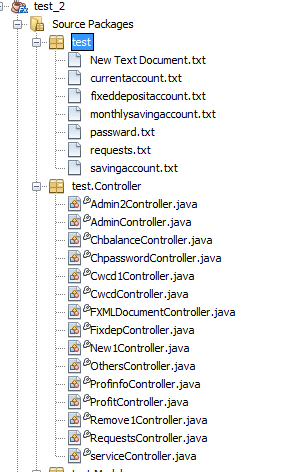 test_2
Source Packages
test
New Text Document.txt
currentaccount.txt
fixeddepositaccount.txt
monthlysavingaccount.txt
passward.txt
requests.txt
savingaccount.txt
test.Controller
Admin2Controller.java
AdminController.java
ChbalanceController.java
ChpasswordController.java
Cwcd1Controller.java
CwcdController.java
FXMLDocumentController.java
FixdepController.java
New1Controller.java
OthersController.java
ProfinfoController.java
ProfitController.java
Remove1Controller.java
RequestsController.java
serviceController.java